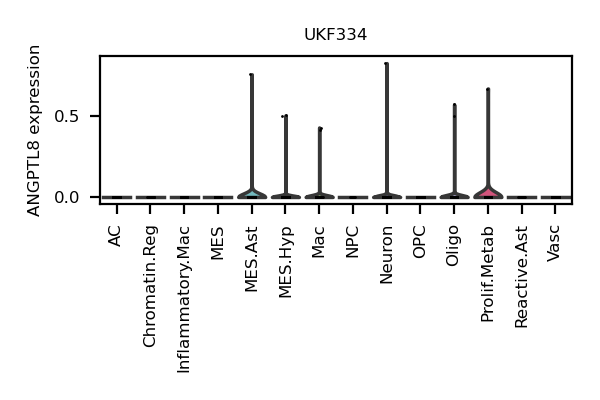 UKF334
ANGPTL8 expression
0.5
0.0
AC
Chromatin.Reg
Inflammatory.Mac
MES
MES.Ast
MES.Hyp
Mac
NPC
Neuron
OPC
Oligo
Prolif.Metab
Reactive.Ast
Vasc